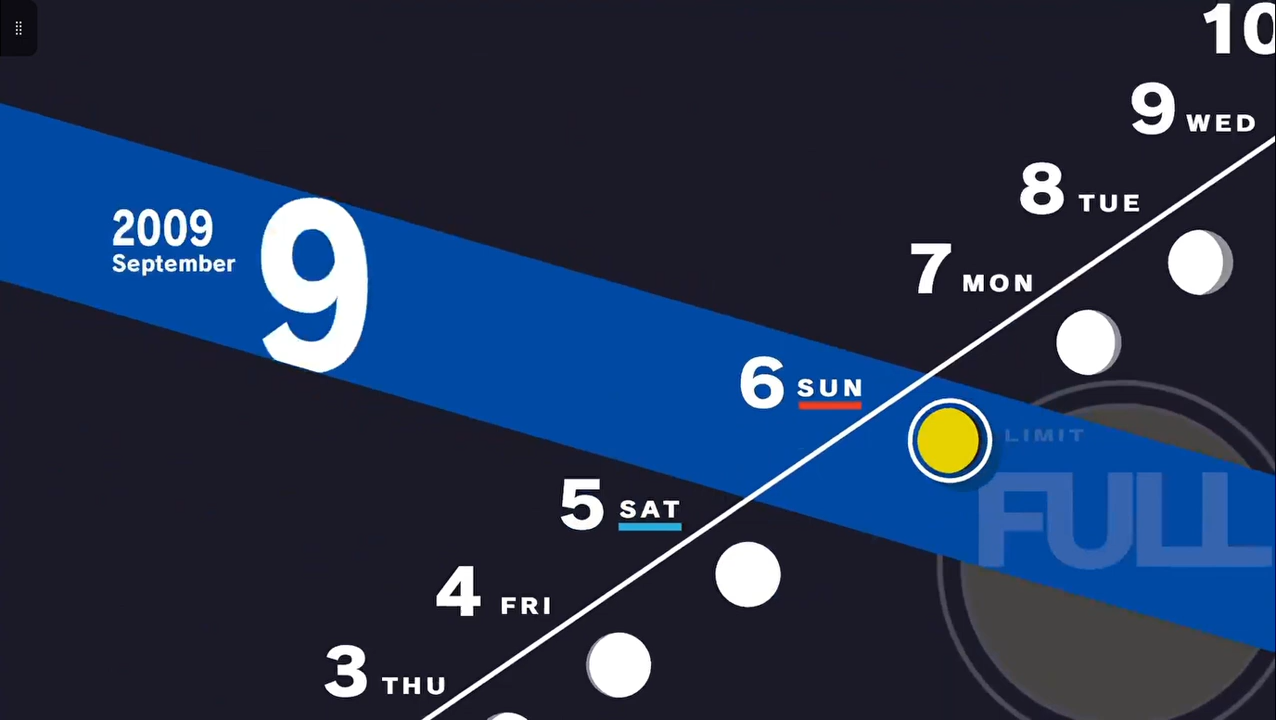 10
9 WED
8 TUE
7 MON
2009
September
9
6 SUN
LIMIT
FULL
5 SAT
4 FRI
3 THU